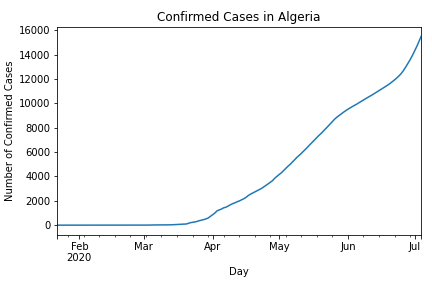 Confirmed Cases in Algeria
Number of Confirmed Cases
16000
14000
12000
10000
8000
6000
4000
2000
0
Feb
2020
Mar
Apr
May
Jun
Jul
Day